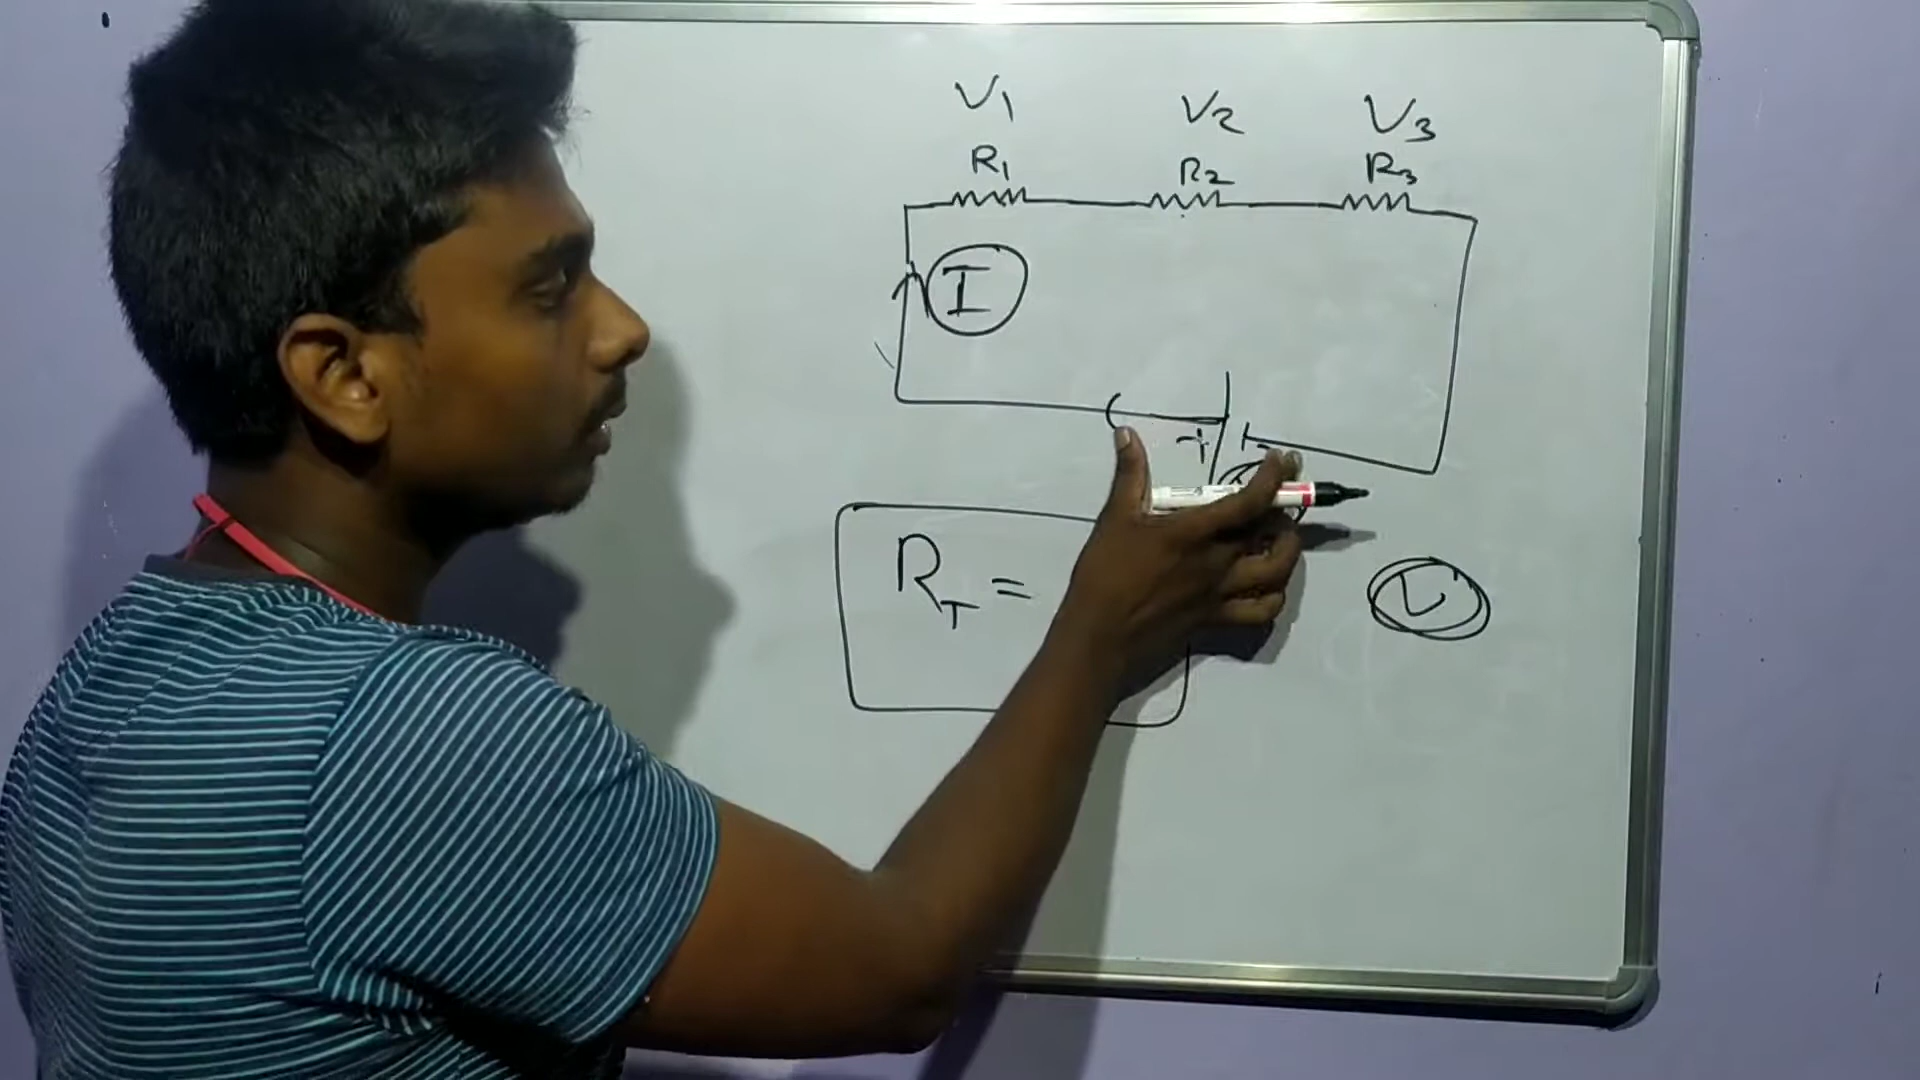 V1 V2 V3
R1 R2 R3
I
+ -
RT =
V